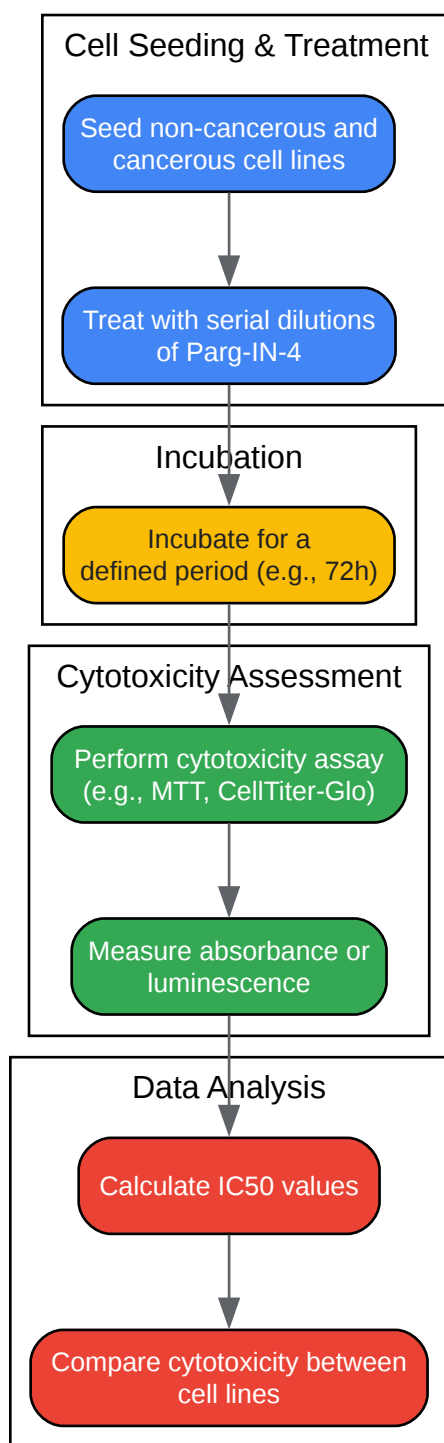 Cell Seeding & Treatment
Seed non-cancerous and
cancerous cell lines
Treat with serial dilutions
of Parg-IN-4
Incubation
Incubate for a
defined period (e.g., 72h)
Cytotoxicity Assessment
Perform cytotoxicity assay
(e.g., MTT, CellTiter-Glo)
Measure absorbance or
luminescence
Data Analysis
Calculate IC50 values
Compare cytotoxicity between
cell lines